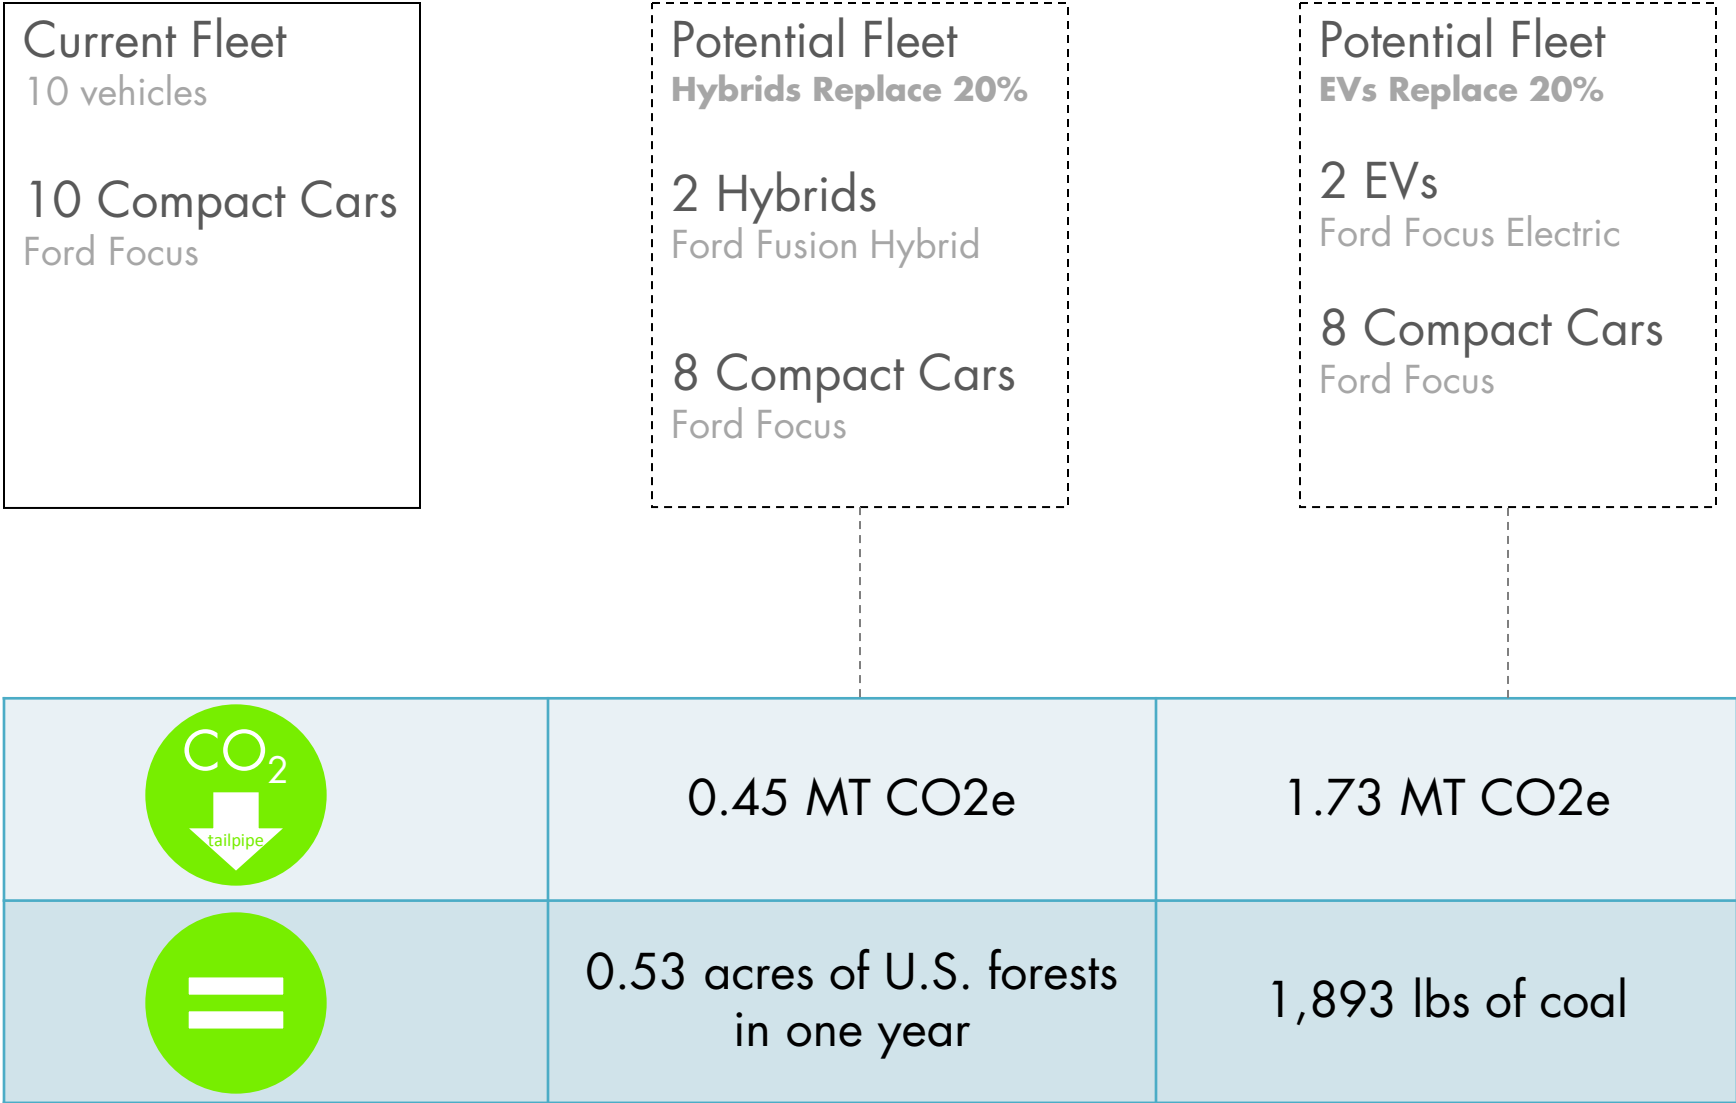 Current Fleet
10 vehicles
10 Compact Cars
Ford Focus
Potential Fleet
Hybrids Replace 20%
2 Hybrids
Ford Fusion Hybrid
8 Compact Cars
Ford Focus
Potential Fleet
EVs Replace 20%
2 EVs
Ford Focus Electric
8 Compact Cars
Ford Focus
CO₂
tailpipe
0.45 MT CO2e
1.73 MT CO2e
=
0.53 acres of U.S. forests
in one year
1,893 lbs of coal